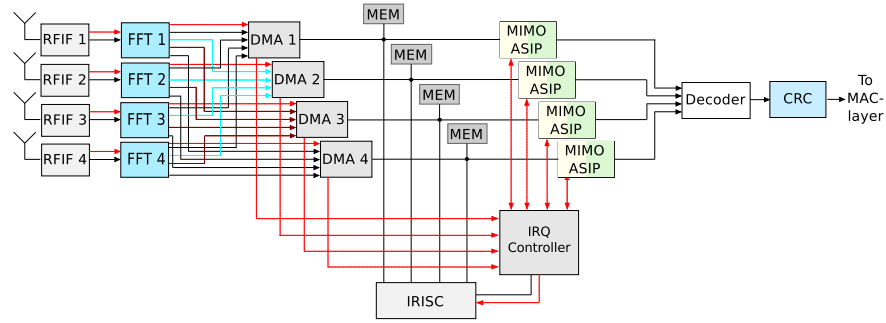 RFIF 1
FFT 1
DMA 1
MEM
MIMO
ASIP
RFIF 2
FFT 2
DMA 2
MEM
MIMO
ASIP
RFIF 3
FFT 3
DMA 3
MEM
MIMO
ASIP
RFIF 4
FFT 4
DMA 4
MEM
MIMO
ASIP
Decoder
CRC
To
MAC-
layer
IRQ
Controller
IRISC